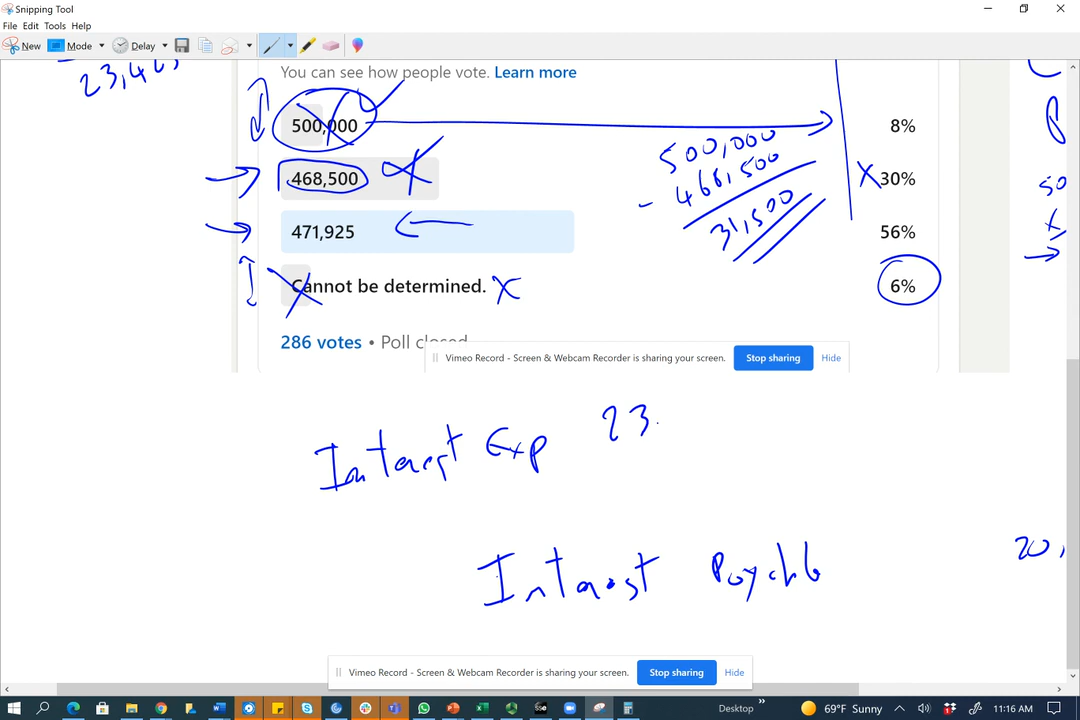 Snipping Tool
File Edit Tools Help
New Mode Delay
You can see how people vote. Learn more
500,000 8%
500,000
468,500 x 30%
- 468,500
31,500
50
x
471,925 56%
Cannot be determined. x 6%
286 votes • Poll closed
Vimeo Record - Screen & Webcam Recorder is sharing your screen. Stop sharing Hide
Interest Exp 23.
Interest Payable 20,
Vimeo Record - Screen & Webcam Recorder is sharing your screen. Stop sharing Hide
Desktop » 69°F Sunny 11:16 AM